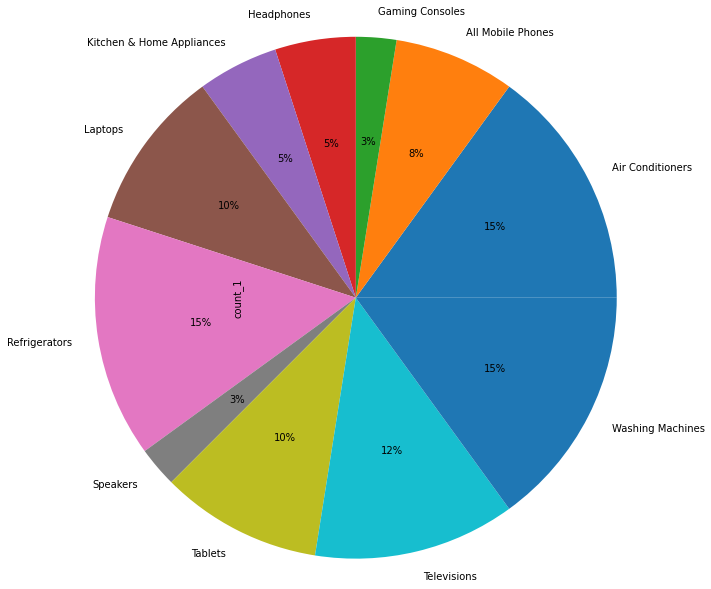 Headphones
Gaming Consoles
All Mobile Phones
Kitchen & Home Appliances
Laptops
Air Conditioners
Refrigerators
Washing Machines
Speakers
Tablets
Televisions
3%
5%
8%
5%
10%
15%
15%
count_1
15%
3%
10%
12%